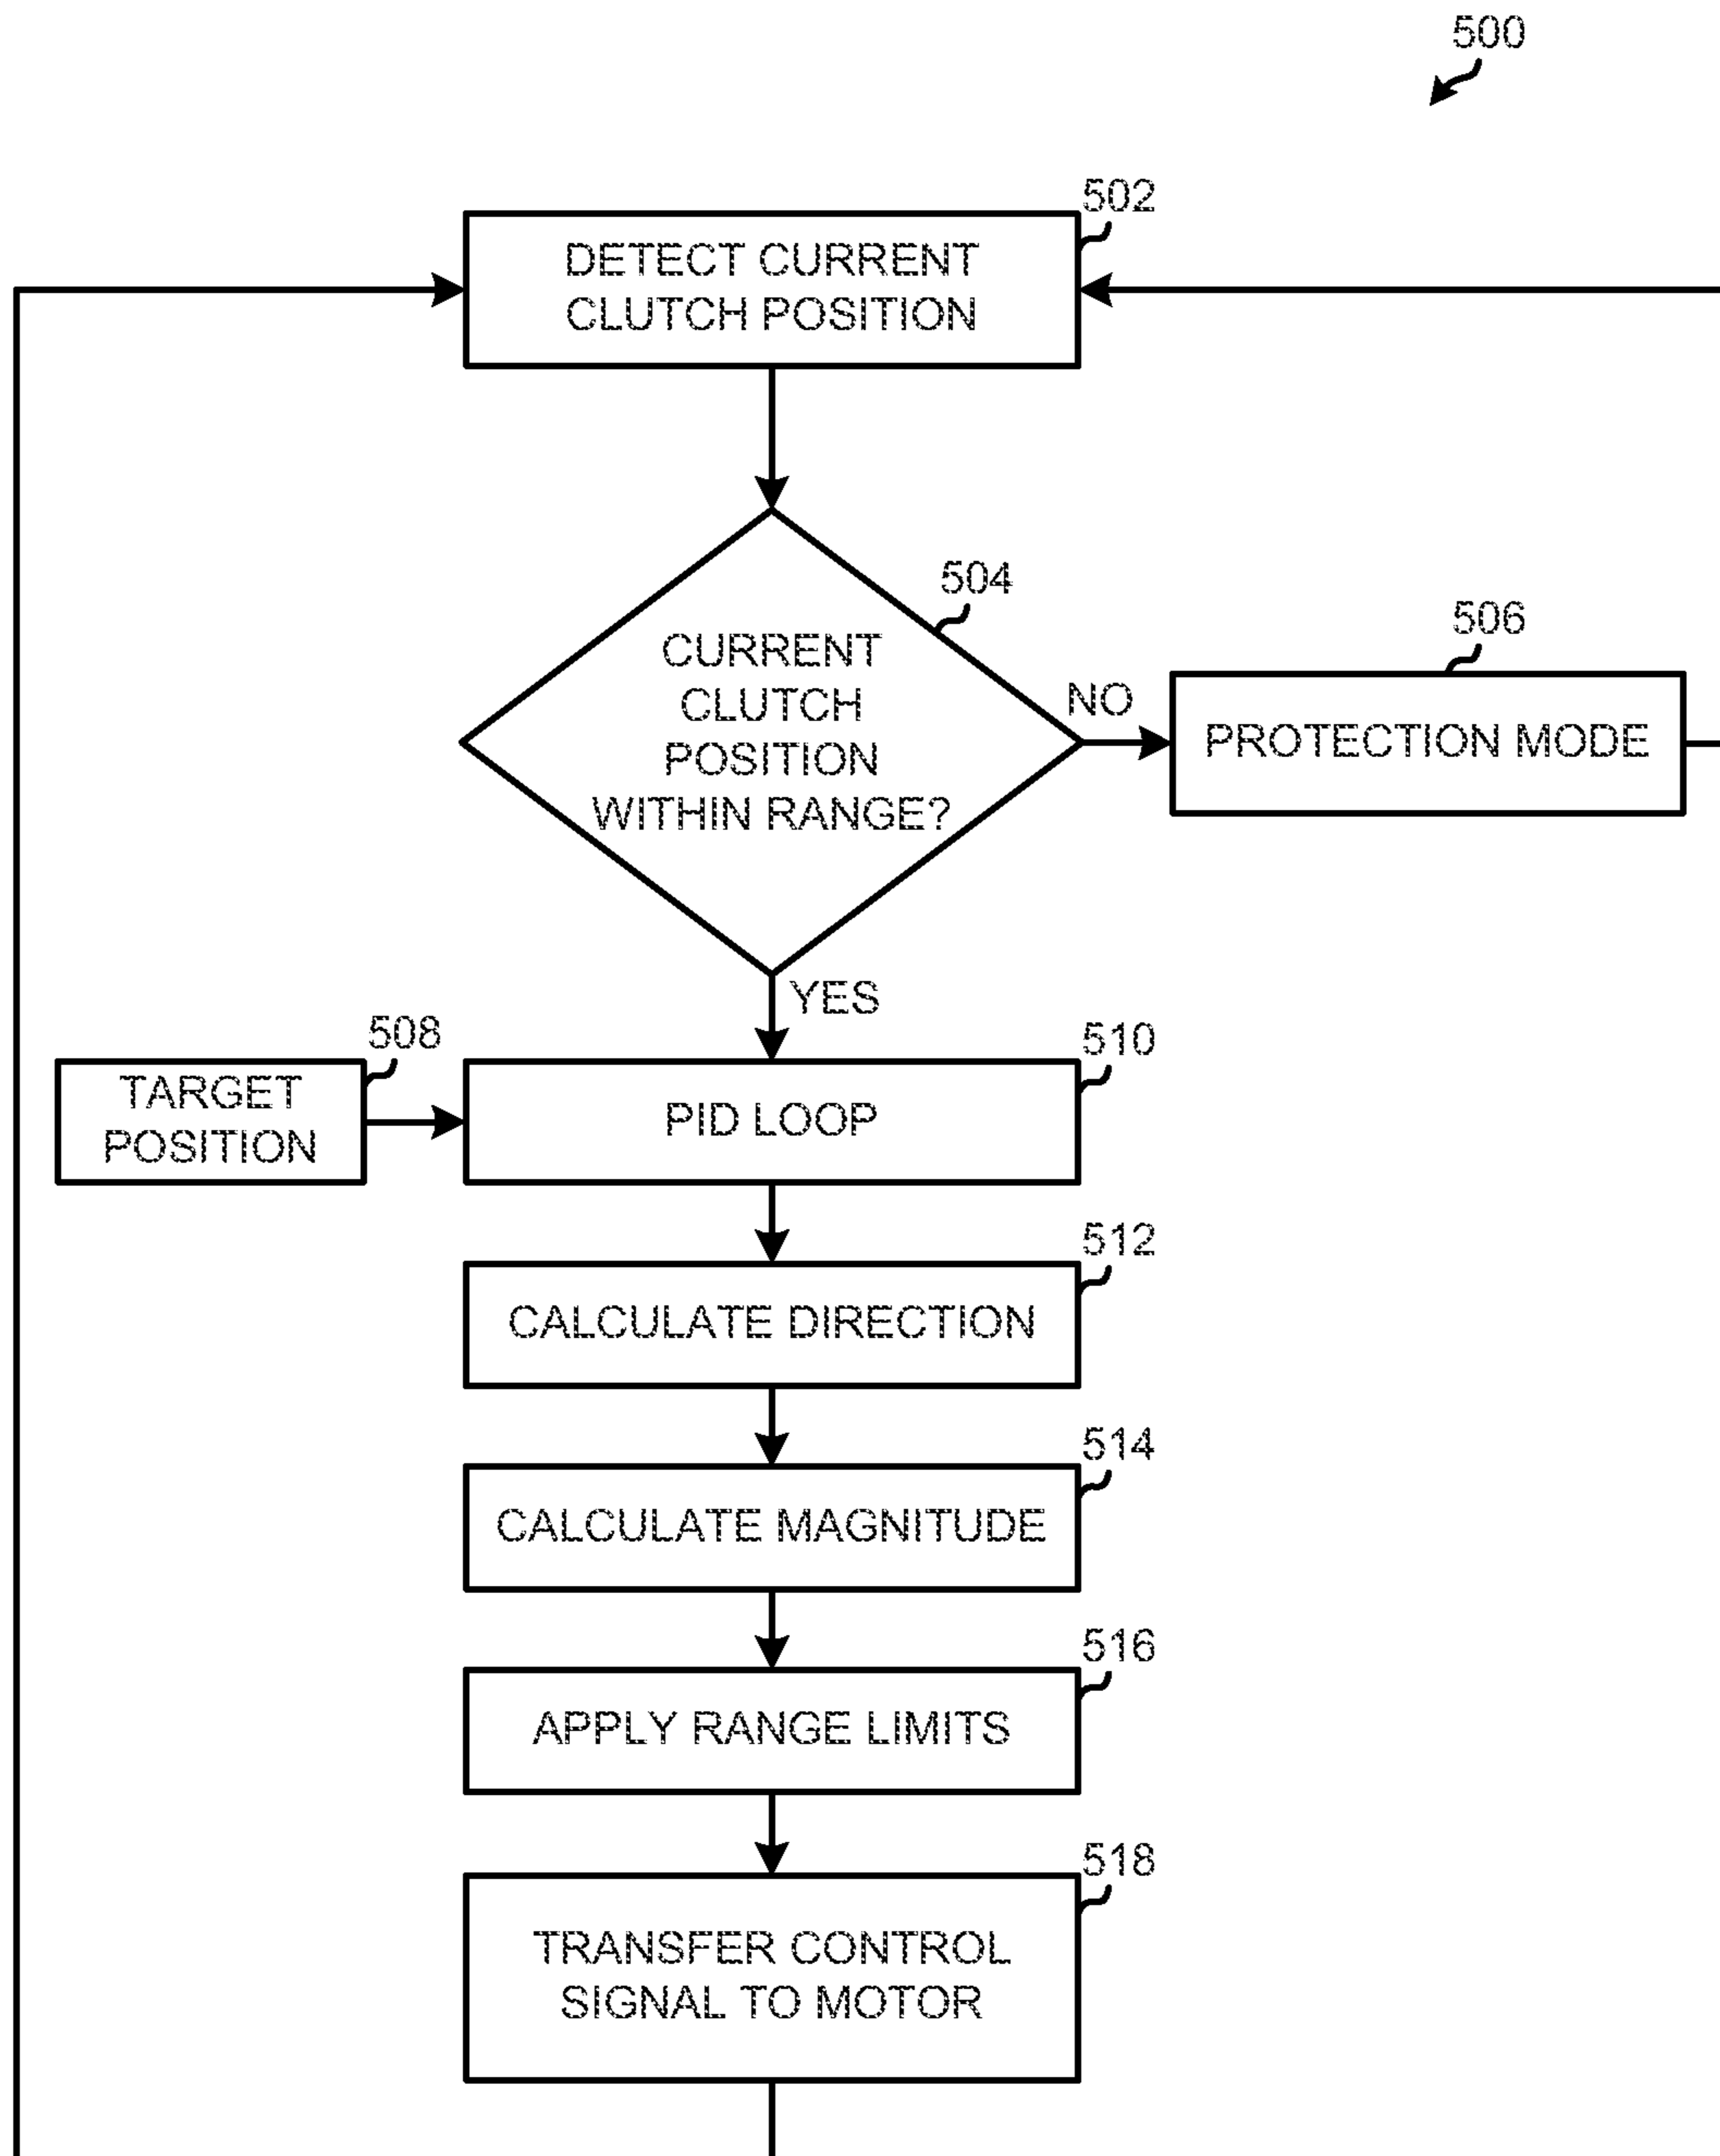 500
502
DETECT CURRENT
CLUTCH POSITION
504
CURRENT
CLUTCH
POSITION
WITHIN RANGE?
NO
506
PROTECTION MODE
YES
508
TARGET
POSITION
510
PID LOOP
512
CALCULATE DIRECTION
514
CALCULATE MAGNITUDE
516
APPLY RANGE LIMITS
518
TRANSFER CONTROL
SIGNAL TO MOTOR